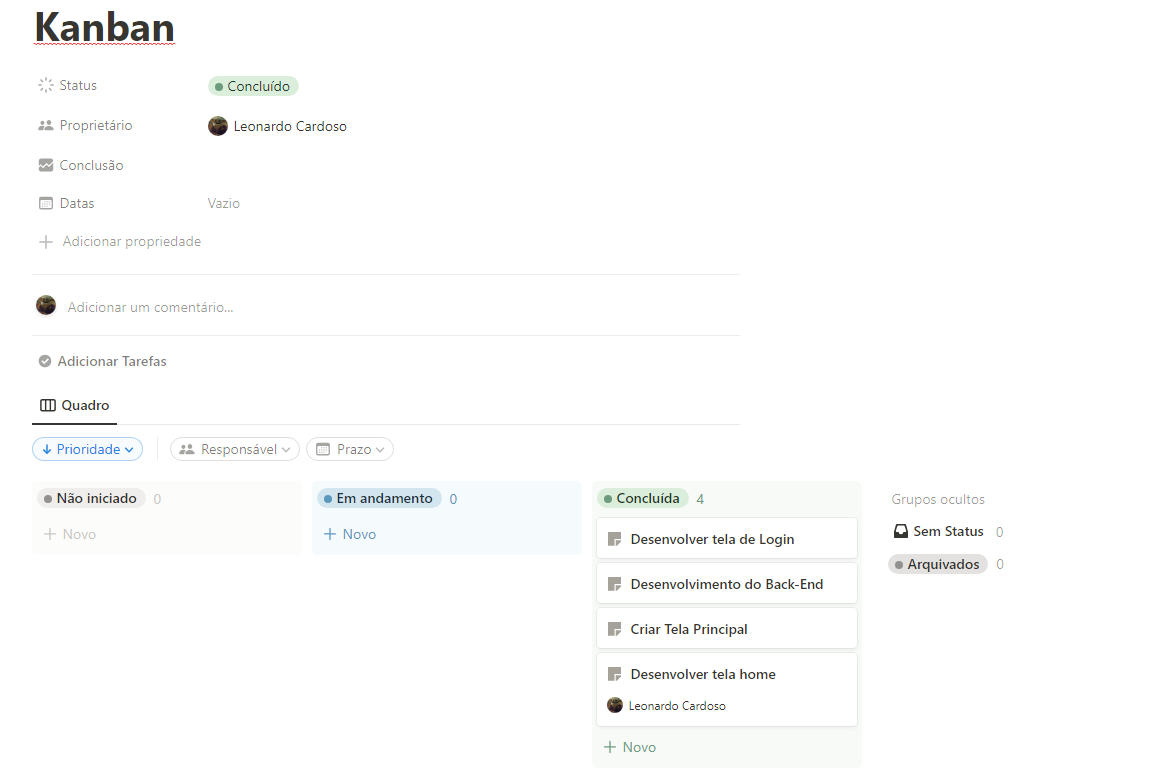 Kanban
Status Concluído
Proprietário Leonardo Cardoso
Conclusão
Datas Vazio
Adicionar propriedade
Adicionar um comentário...
Adicionar Tarefas
Quadro
Prioridade Responsável Prazo
Não iniciado 0
Novo
Em andamento 0
Novo
Concluída 4
Desenvolver tela de Login
Desenvolvimento do Back-End
Criar Tela Principal
Desenvolver tela home
Leonardo Cardoso
Novo
Grupos ocultos
Sem Status 0
Arquivados 0